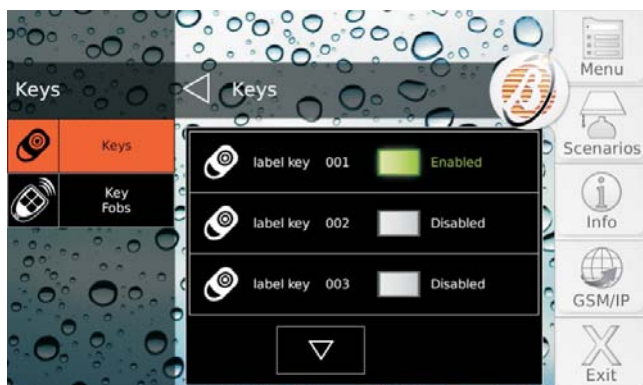 Keys
Keys
Menu
Keys
label key 001 Enabled
Scenarios
Key
Fobs
label key 002 Disabled
Info
label key 003 Disabled
GSM/IP
Exit